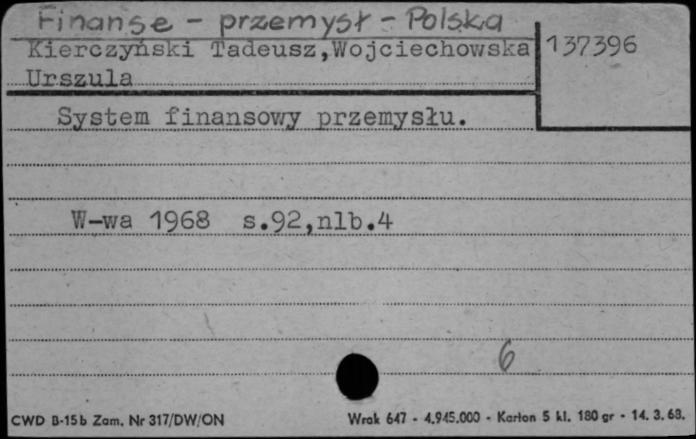 Finanse - przemysł - Polska
Kierczyński Tadeusz,Wojciechowska 137396
Urszula
System finansowy przemysłu.
W-wa 1968 s.92,nlb.4
6
CWD B-15b Zam. Nr 317/DW/ON Wrak 647 - 4.945.000 - Karton 5 kl. 180 gr - 14. 3. 68.